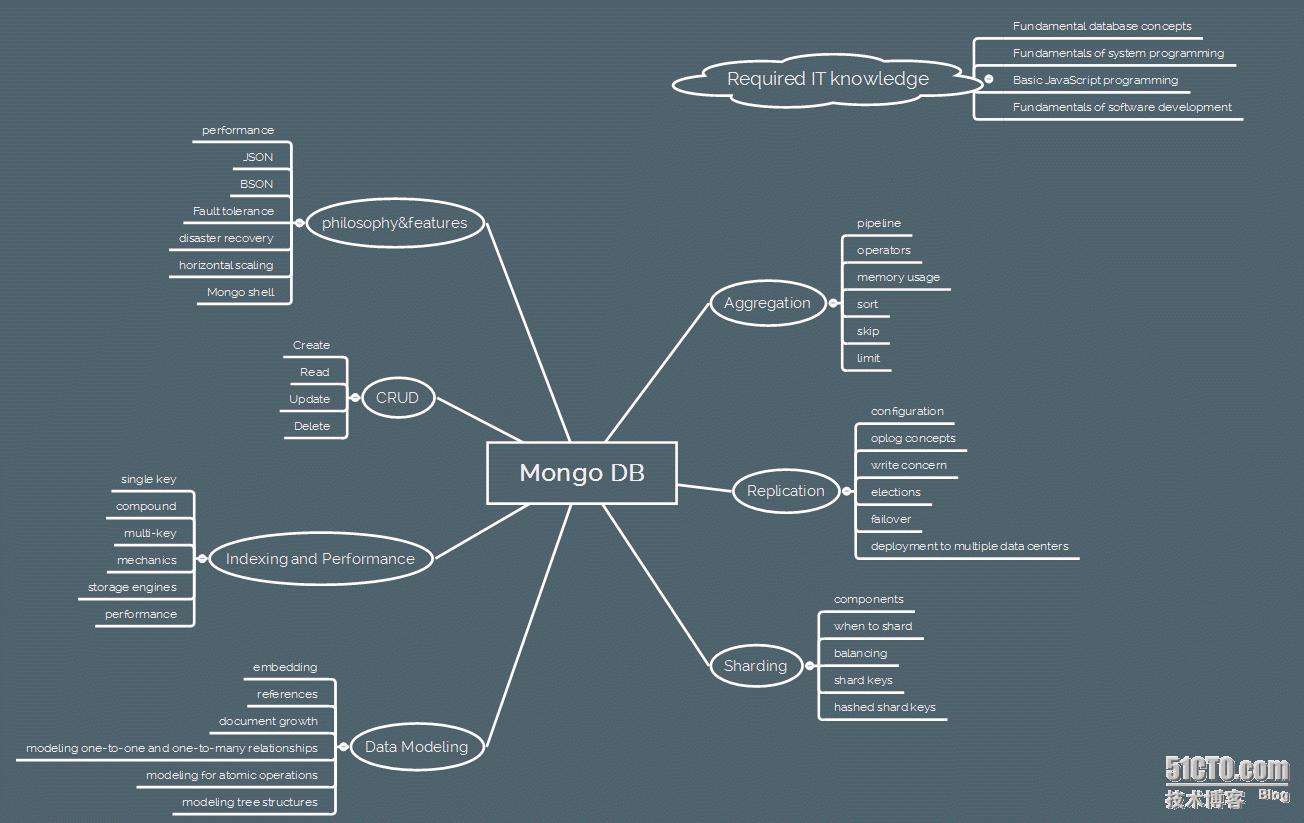 Fundamental database concepts
Fundamentals of system programming
Required IT knowledge
Basic JavaScript programming
Fundamentals of software development
performance
JSON
BSON
Fault tolerance
philosophy&features
disaster recovery
horizontal scaling
Mongo shell
pipeline
operators
memory usage
Aggregation
sort
skip
limit
Create
Read
CRUD
Update
Delete
Mongo DB
configuration
oplog concepts
write concern
Replication
elections
failover
deployment to multiple data centers
single key
compound
multi-key
Indexing and Performance
mechanics
storage engines
performance
components
when to shard
balancing
Sharding
shard keys
hashed shard keys
embedding
references
document growth
Data Modeling
modeling one-to-one and one-to-many relationships
modeling for atomic operations
modeling tree structures
51CTO.com
技术博客 Blog